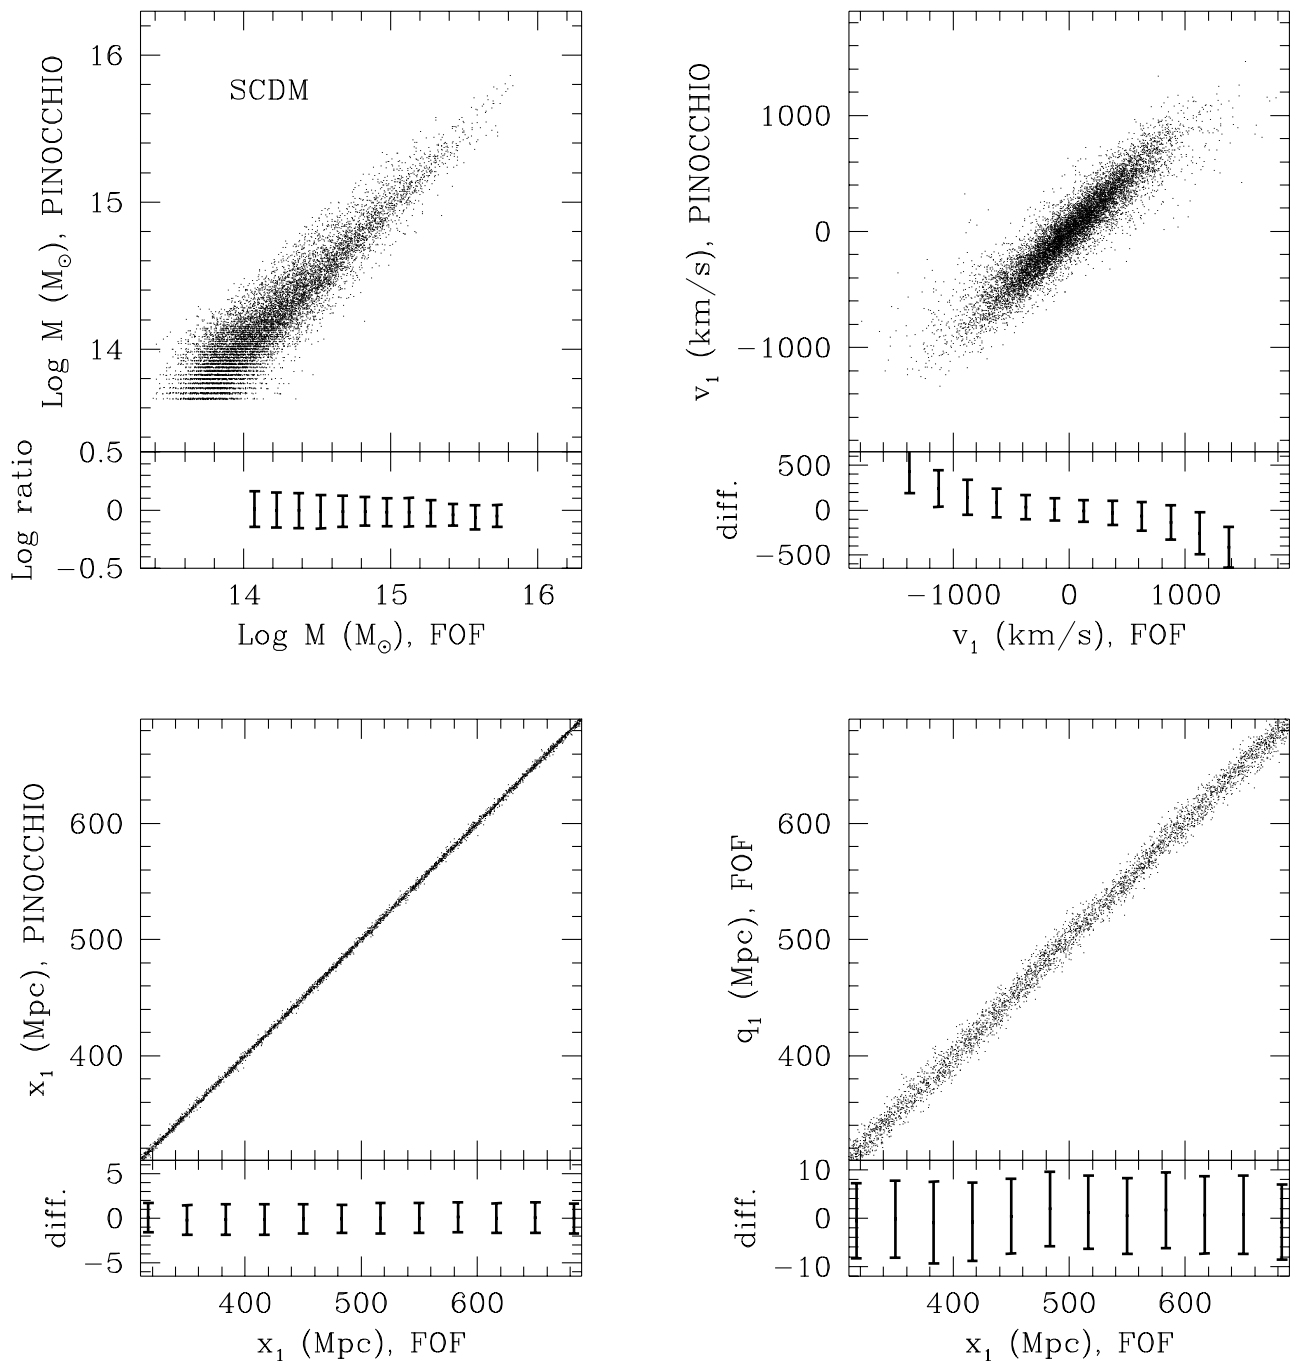 SCDM
Log M (M⊙), PINOCCHIO
16
15
14
Log ratio
0.5
0
−0.5
14 15 16
Log M (M⊙), FOF
v₁ (km/s), PINOCCHIO
1000
0
−1000
diff.
500
0
−500
−1000 0 1000
v₁ (km/s), FOF
x₁ (Mpc), PINOCCHIO
600
500
400
diff.
5
0
−5
400 500 600
x₁ (Mpc), FOF
q₁ (Mpc), FOF
600
500
400
diff.
10
0
−10
400 500 600
x₁ (Mpc), FOF